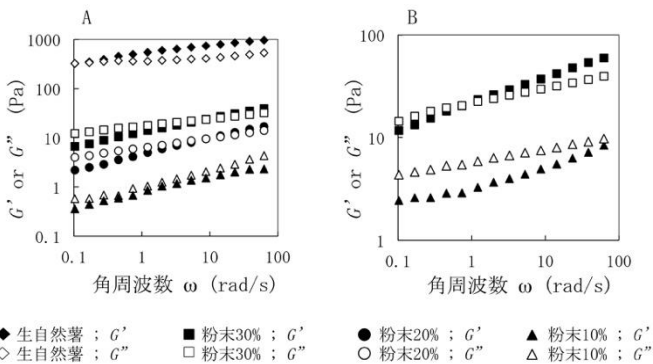 A
B
1000
100
10
1
0.1
G' or G" (Pa)
0.1 1 10 100
角周波数 ω (rad/s)
100
10
1
G' or G" (Pa)
0.1 1 10 100
角周波数 ω (rad/s)
◆ 生自然薯 ; G' ■ 粉末30% ; G' ● 粉末20% ; G' ▲ 粉末10% ; G'
◇ 生自然薯 ; G" □ 粉末30% ; G" ○ 粉末20% ; G" △ 粉末10% ; G"